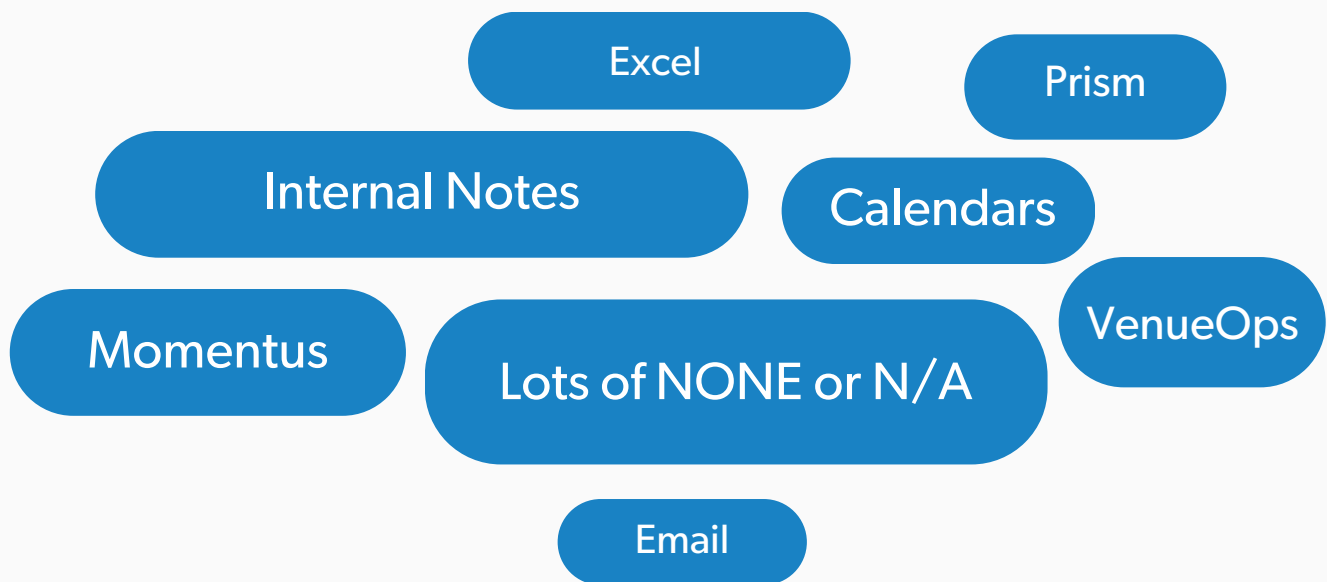 Excel
Prism
Internal Notes
Calendars
Momentus
VenueOps
Lots of NONE or N/A
Email